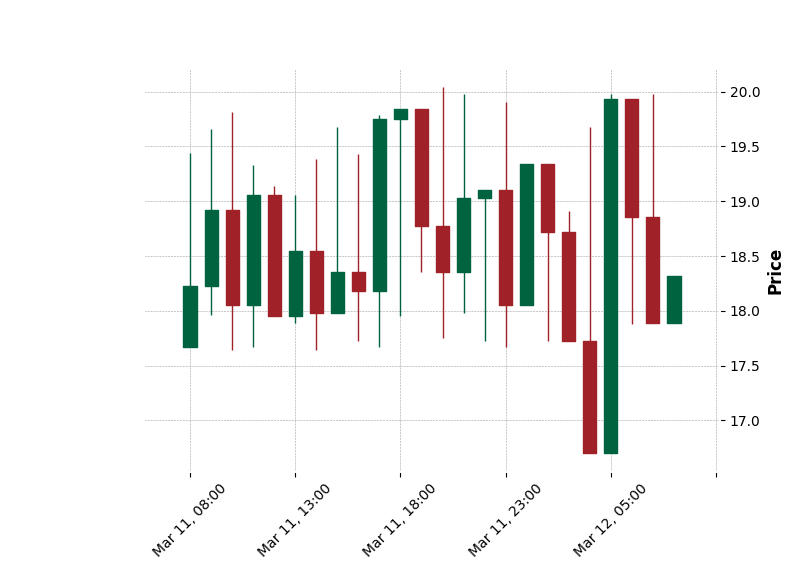 20.0
19.5
19.0
18.5
18.0
17.5
17.0
Price
Mar 11, 08:00
Mar 11, 13:00
Mar 11, 18:00
Mar 11, 23:00
Mar 12, 05:00